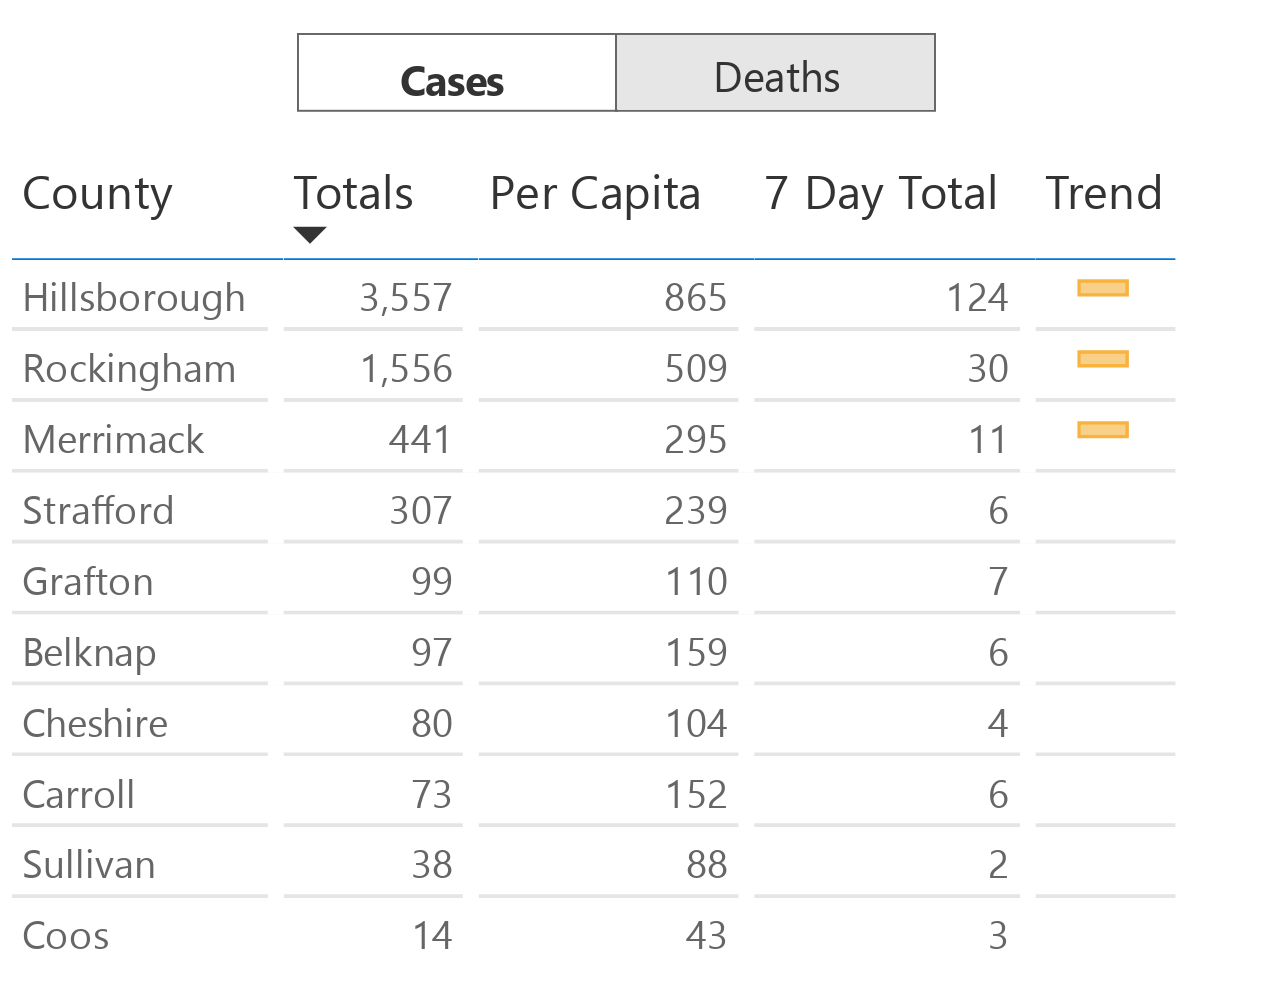 Cases Deaths
County Totals Per Capita 7 Day Total Trend
Hillsborough 3,557 865 124
Rockingham 1,556 509 30
Merrimack 441 295 11
Strafford 307 239 6
Grafton 99 110 7
Belknap 97 159 6
Cheshire 80 104 4
Carroll 73 152 6
Sullivan 38 88 2
Coos 14 43 3